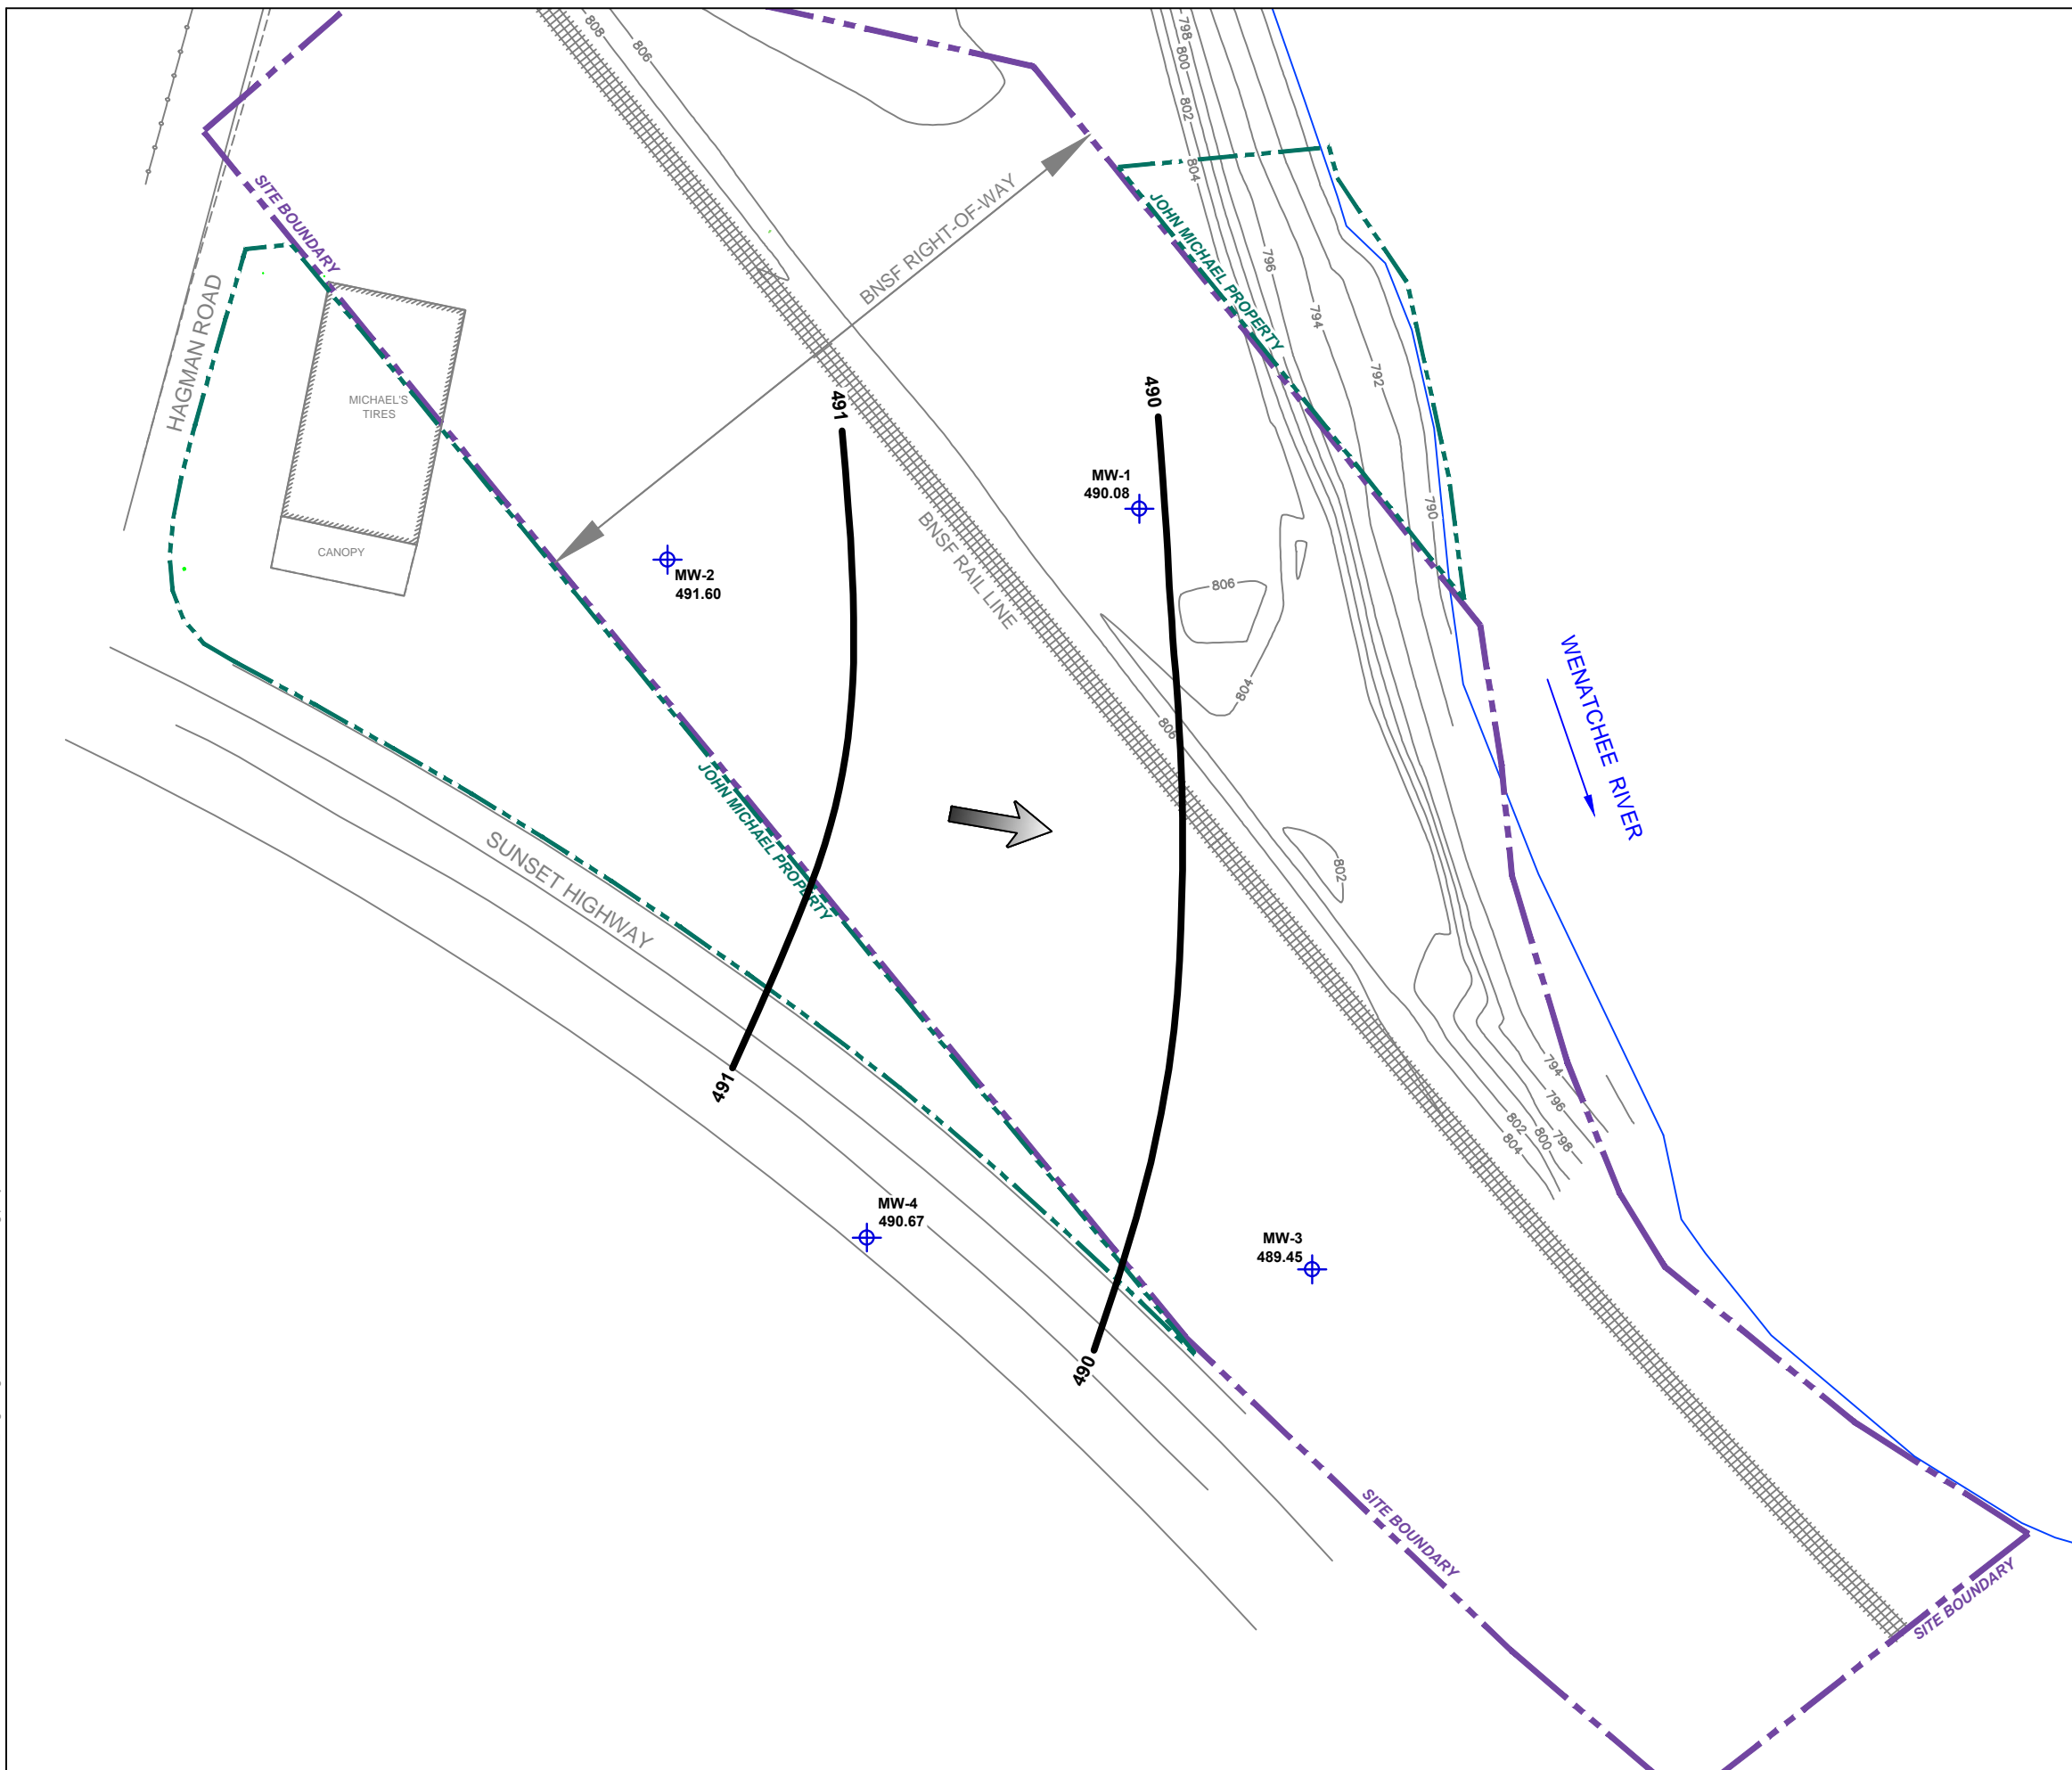 808
806
798
800
802
804
SITE BOUNDARY
BNSF RIGHT-OF-WAY
JOHN MICHAEL PROPERTY
796
794
792
790
HAGMAN ROAD
MICHAEL'S
TIRES
CANOPY
491
490
MW-1
490.08
MW-2
491.60
BNSF RAIL LINE
806
804
806
WENATCHEE RIVER
JOHN MICHAEL PROPERTY
SUNSET HIGHWAY
802
491
794
796
798
800
802
804
MW-4
490.67
MW-3
489.45
490
SITE BOUNDARY
SITE BOUNDARY